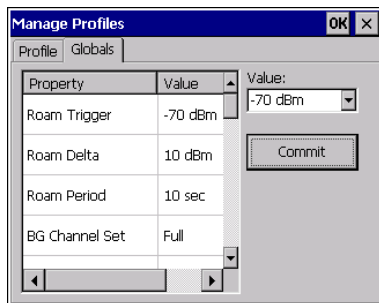 Manage Profiles OK ×
Profile Globals
Property Value
Roam Trigger -70 dBm
Roam Delta 10 dBm
Roam Period 10 sec
BG Channel Set Full
Value:
-70 dBm
Commit